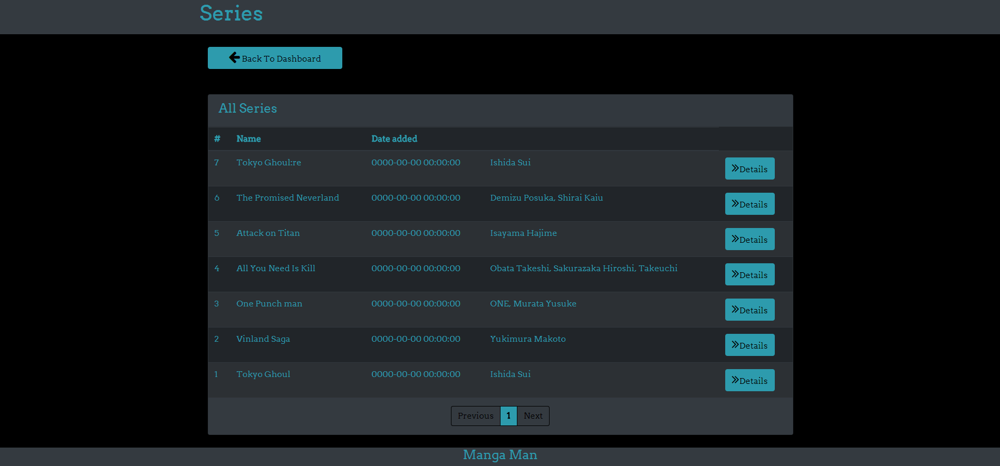 Series
Back To Dashboard
All Series
# Name Date added
7 Tokyo Ghoul:re 0000-00-00 00:00:00 Ishida Sui Details
6 The Promised Neverland 0000-00-00 00:00:00 Demizu Posuka, Shirai Kaiu Details
5 Attack on Titan 0000-00-00 00:00:00 Isayama Hajime Details
4 All You Need Is Kill 0000-00-00 00:00:00 Obata Takeshi, Sakurazaka Hiroshi, Takeuchi Details
3 One Punch man 0000-00-00 00:00:00 ONE, Murata Yusuke Details
2 Vinland Saga 0000-00-00 00:00:00 Yukimura Makoto Details
1 Tokyo Ghoul 0000-00-00 00:00:00 Ishida Sui Details
Previous 1 Next
Manga Man